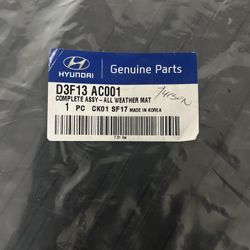 HYUNDAI
Genuine Parts
D3F13 AC001
COMPLETE ASSY-ALL WEATHER MAT
1 PC CK01 SF17 MADE IN KOREA